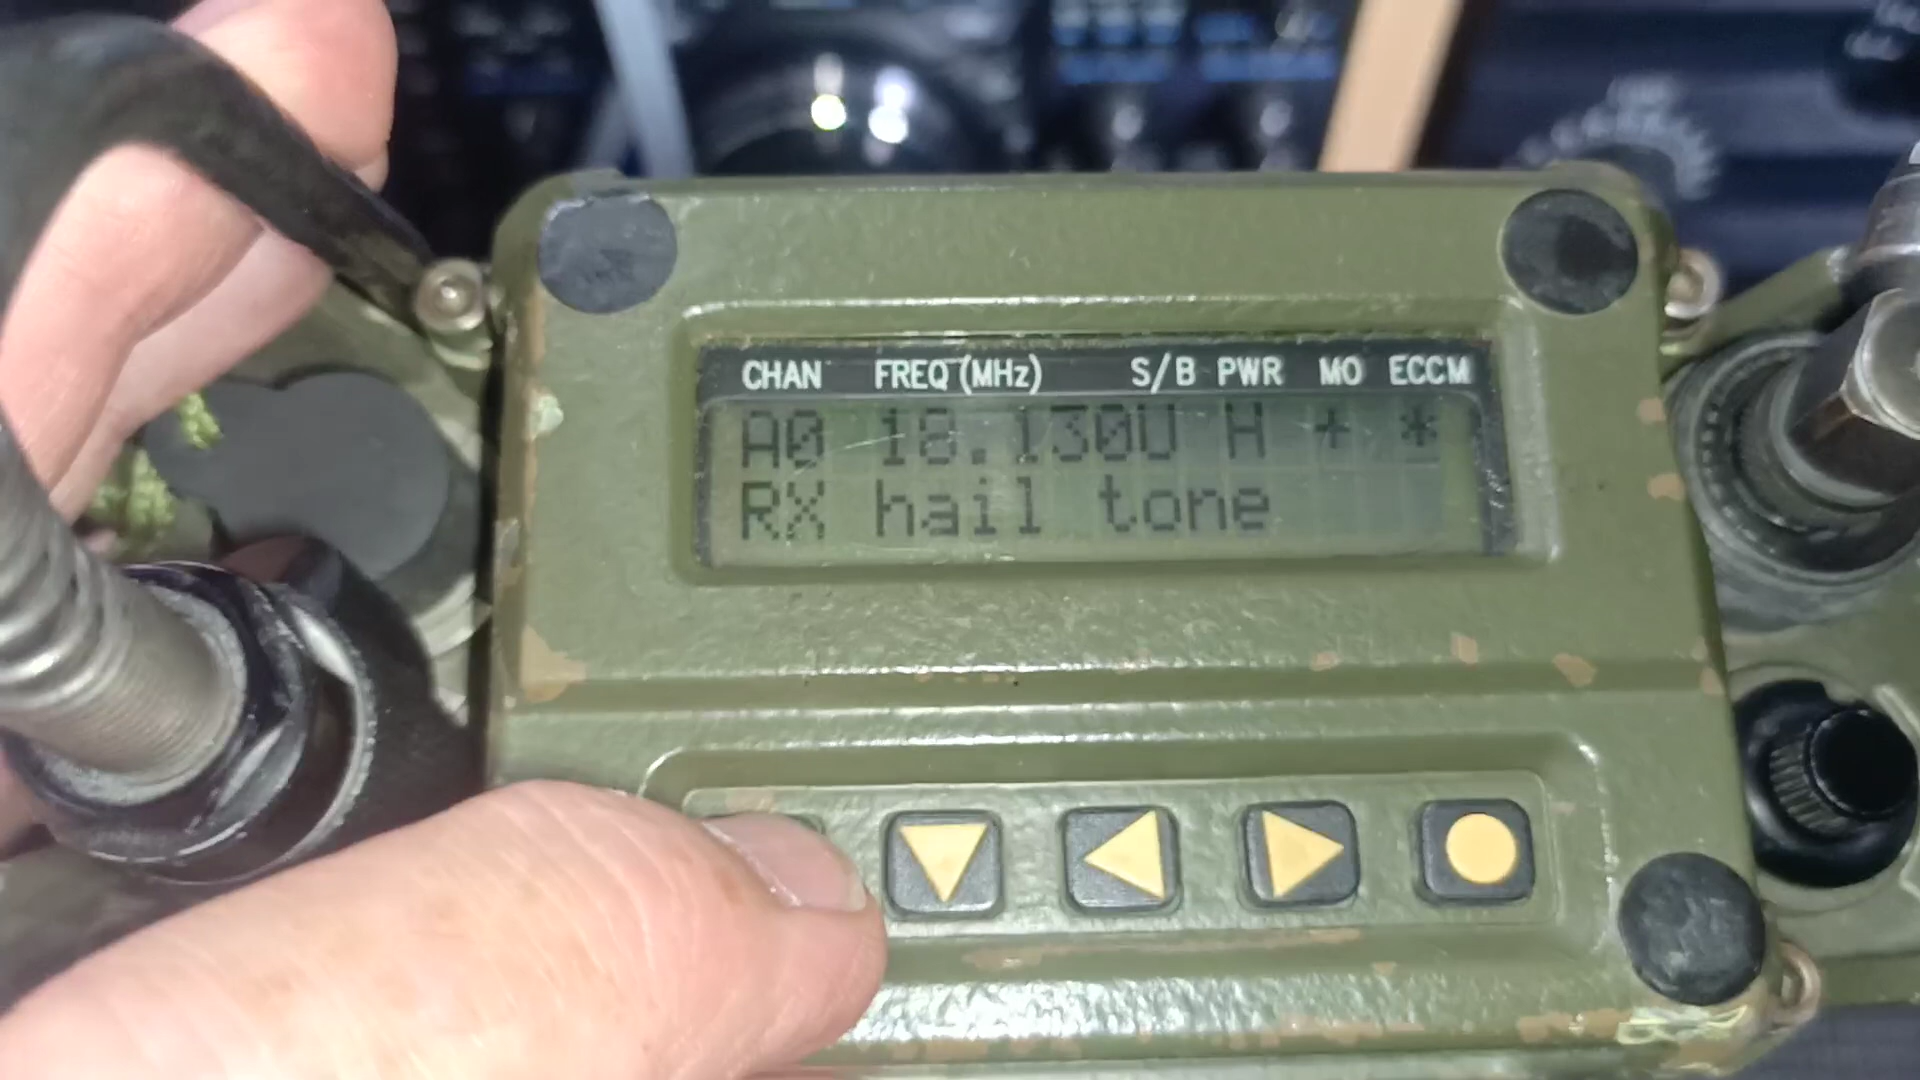 CHAN FREQ (MHz) S/B PWR MO ECCM
A0 18.130U H + *
RX hail tone